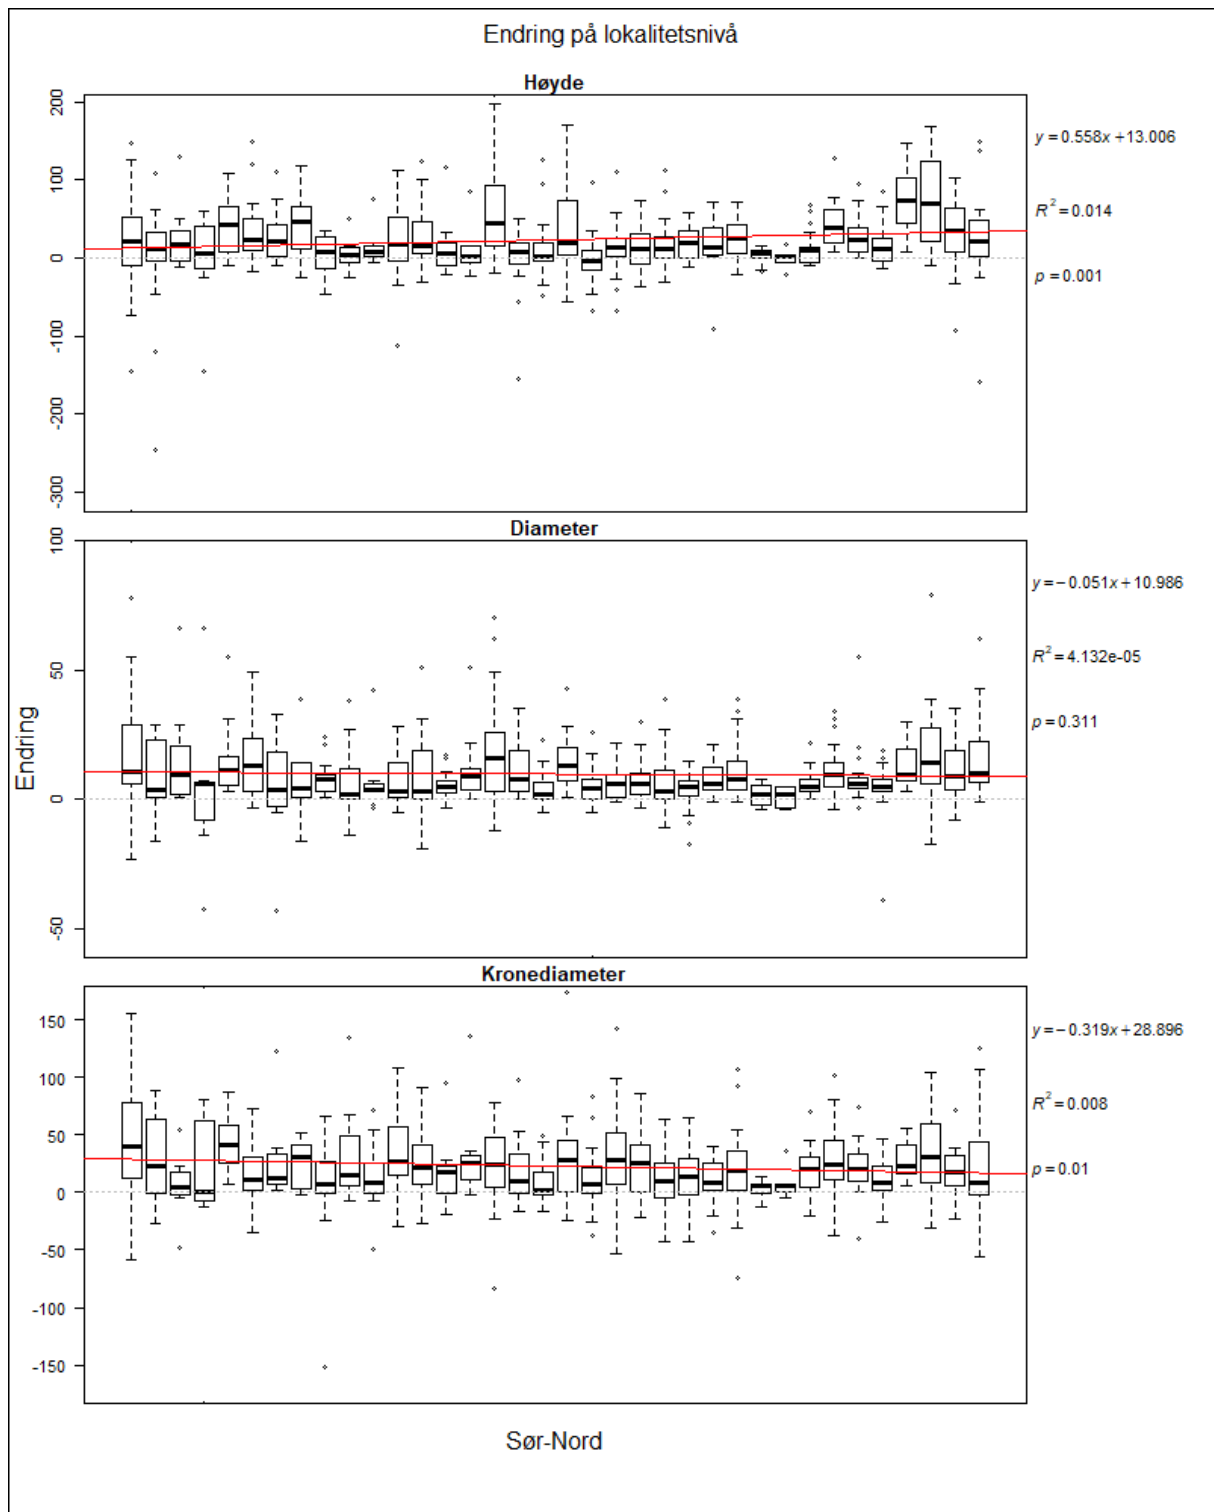 Endring på lokalitetsnivå
Høyde
200
100
0
-100
-200
-300
y = 0.558x + 13.006
R² = 0.014
p = 0.001
Diameter
100
50
0
-50
y = −0.051x + 10.986
R² = 4.132e-05
p = 0.311
Endring
Kronediameter
150
100
50
0
-50
-100
-150
y = −0.319x + 28.896
R² = 0.008
p = 0.01
Sør-Nord